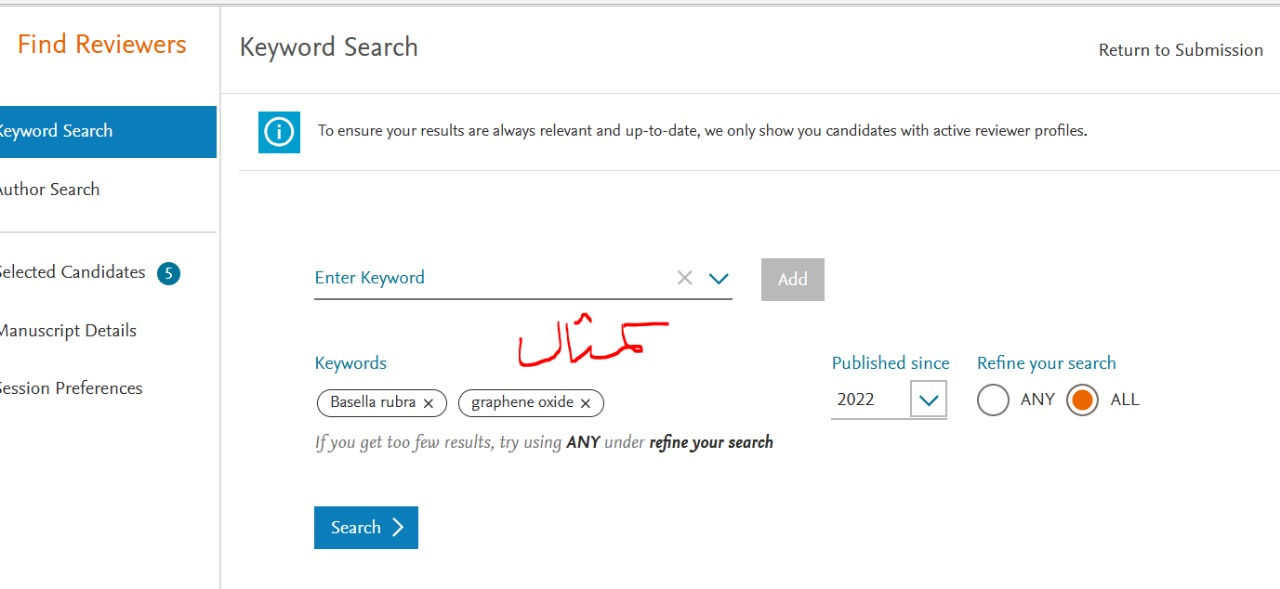 Find Reviewers
Keyword Search
Return to Submission
Keyword Search
To ensure your results are always relevant and up-to-date, we only show you candidates with active reviewer profiles.
Author Search
Selected Candidates 5
Manuscript Details
Session Preferences
Enter Keyword
Add
كمثال
Keywords
Published since
Refine your search
Basella rubra
graphene oxide
2022
ANY
ALL
If you get too few results, try using ANY under refine your search
Search